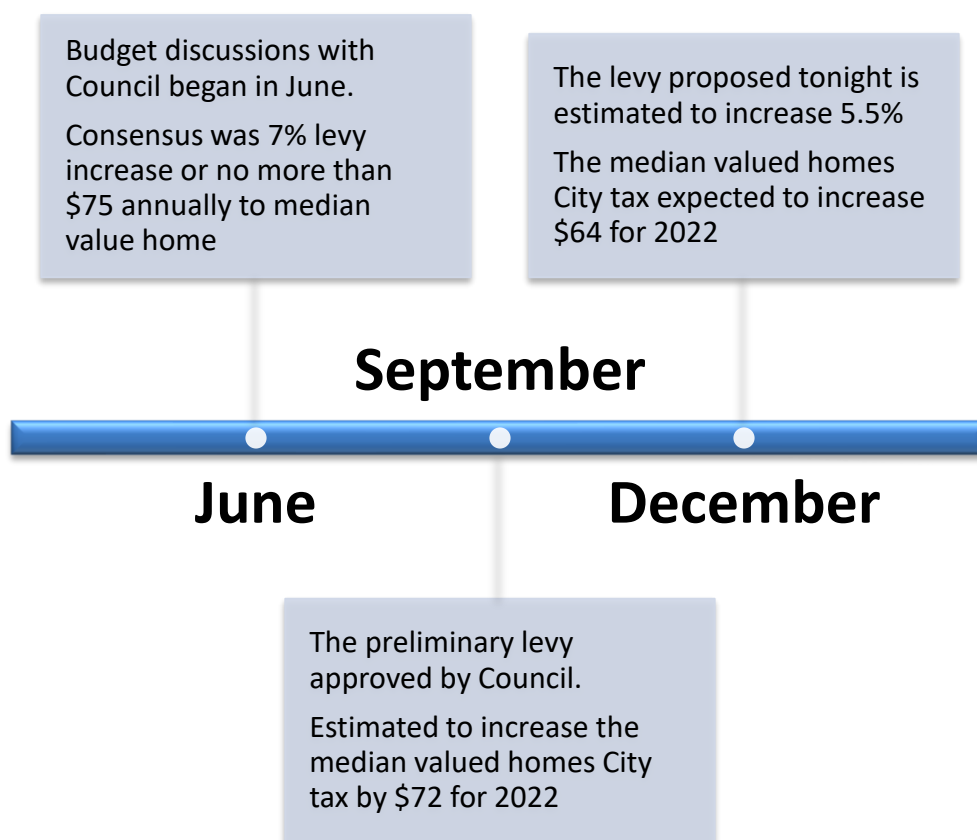 Budget discussions with
Council began in June.
Consensus was 7% levy
increase or no more than
$75 annually to median
value home
The levy proposed tonight is
estimated to increase 5.5%
The median valued homes
City tax expected to increase
$64 for 2022
September
June
December
The preliminary levy
approved by Council.
Estimated to increase the
median valued homes City
tax by $72 for 2022